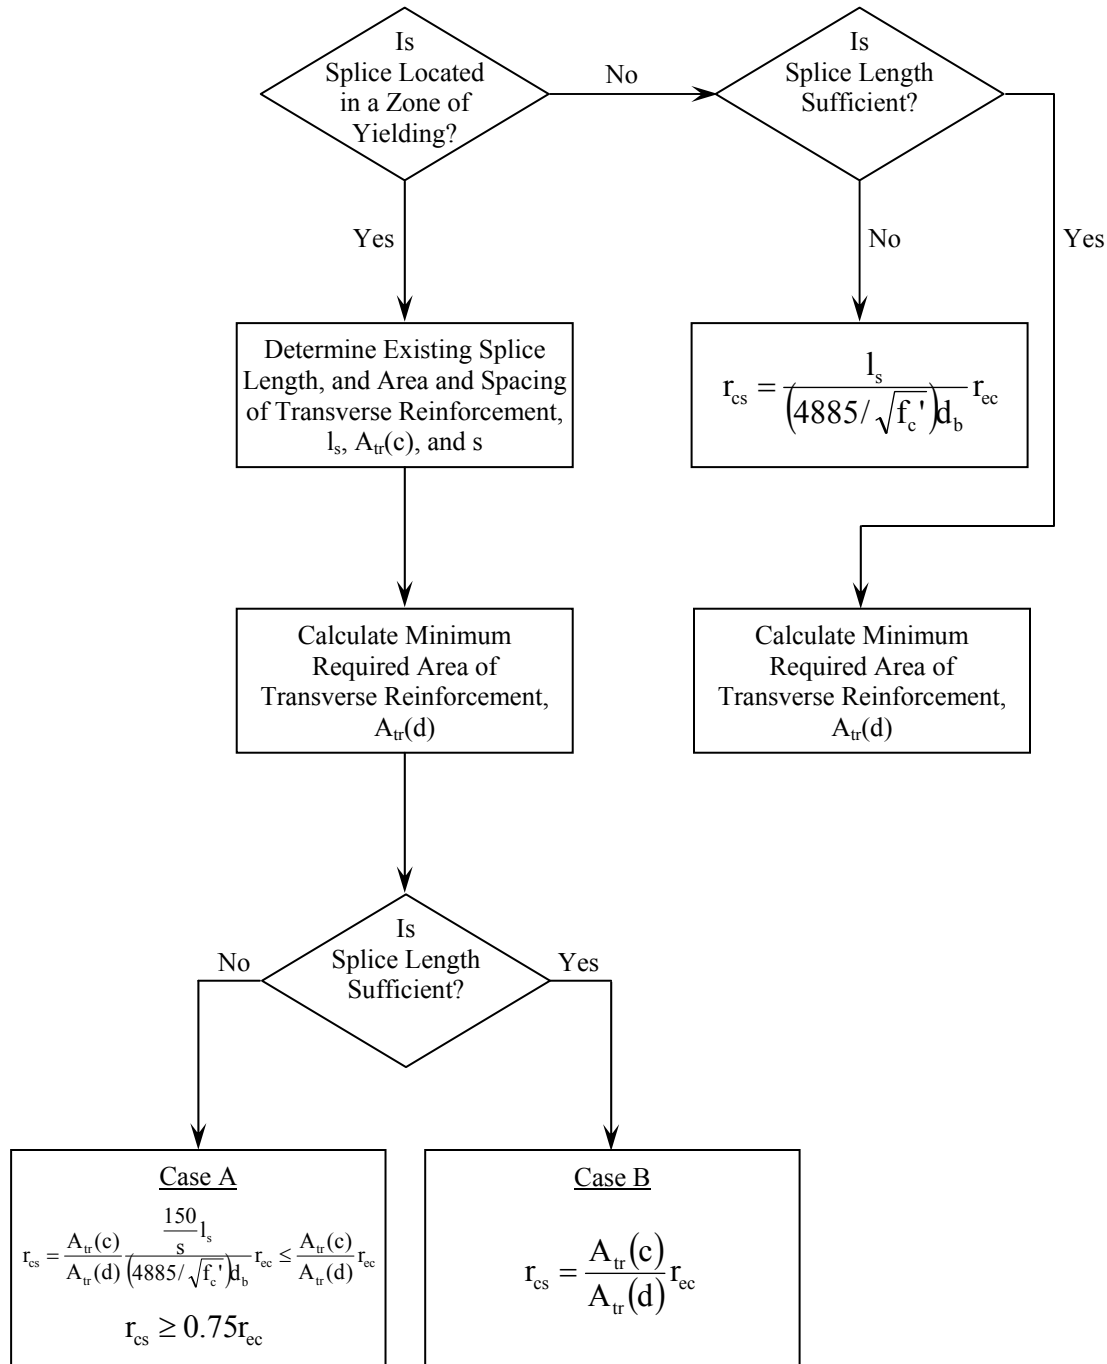 Is
Splice Located
in a Zone of
Yielding?
No
Is
Splice Length
Sufficient?
Yes
No
Yes
Determine Existing Splice
Length, and Area and Spacing
of Transverse Reinforcement,
l_s, A_tr(c), and s
r_cs = l_s / ((4885/√f_c') d_b) r_ec
Calculate Minimum
Required Area of
Transverse Reinforcement,
A_tr(d)
Calculate Minimum
Required Area of
Transverse Reinforcement,
A_tr(d)
No
Is
Splice Length
Sufficient?
Yes
Case A
r_cs = A_tr(c) / A_tr(d) (150/s l_s) / ((4885/√f_c') d_b) r_ec ≤ A_tr(c) / A_tr(d) r_ec
r_cs ≥ 0.75r_ec
Case B
r_cs = A_tr(c) / A_tr(d) r_ec